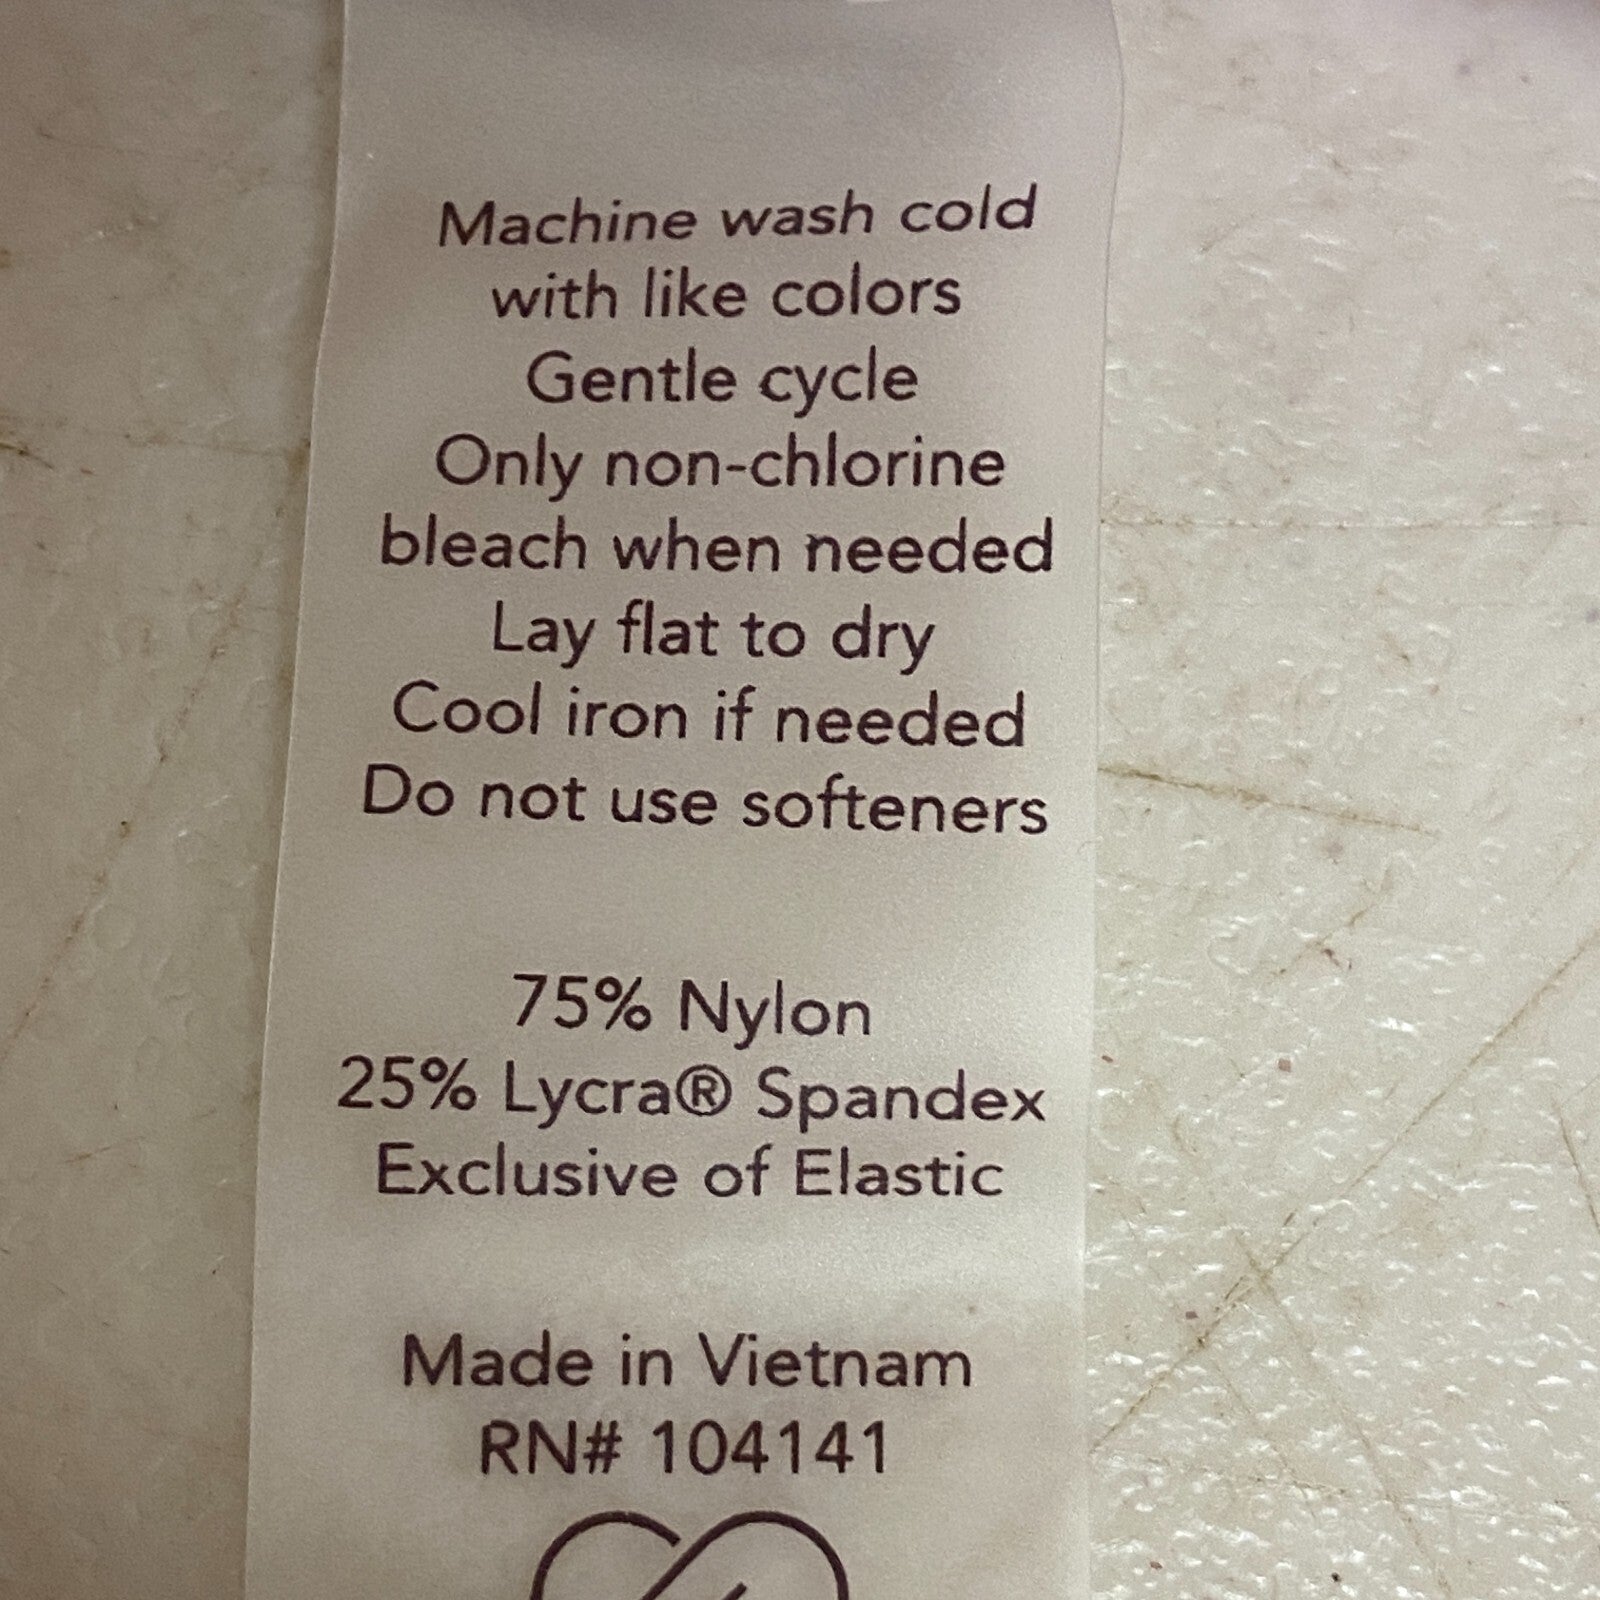 Machine wash cold
with like colors
Gentle cycle
Only non-chlorine
bleach when needed
Lay flat to dry
Cool iron if needed
Do not use softeners
75% Nylon
25% Lycra® Spandex
Exclusive of Elastic
Made in Vietnam
RN# 104141